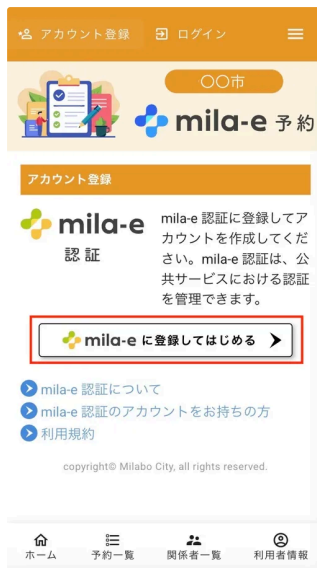 アカウント登録 ログイン
〇〇市
mila-e 予約
アカウント登録
mila-e
認証
mila-e 認証に登録してア
カウントを作成してくだ
さい。mila-e 認証は、公
共サービスにおける認証
を管理できます。
mila-e に登録してはじめる
mila-e 認証について
mila-e 認証のアカウントをお持ちの方
利用規約
copyright© Milabo City, all rights reserved.
ホーム 予約一覧 関係者一覧 利用者情報